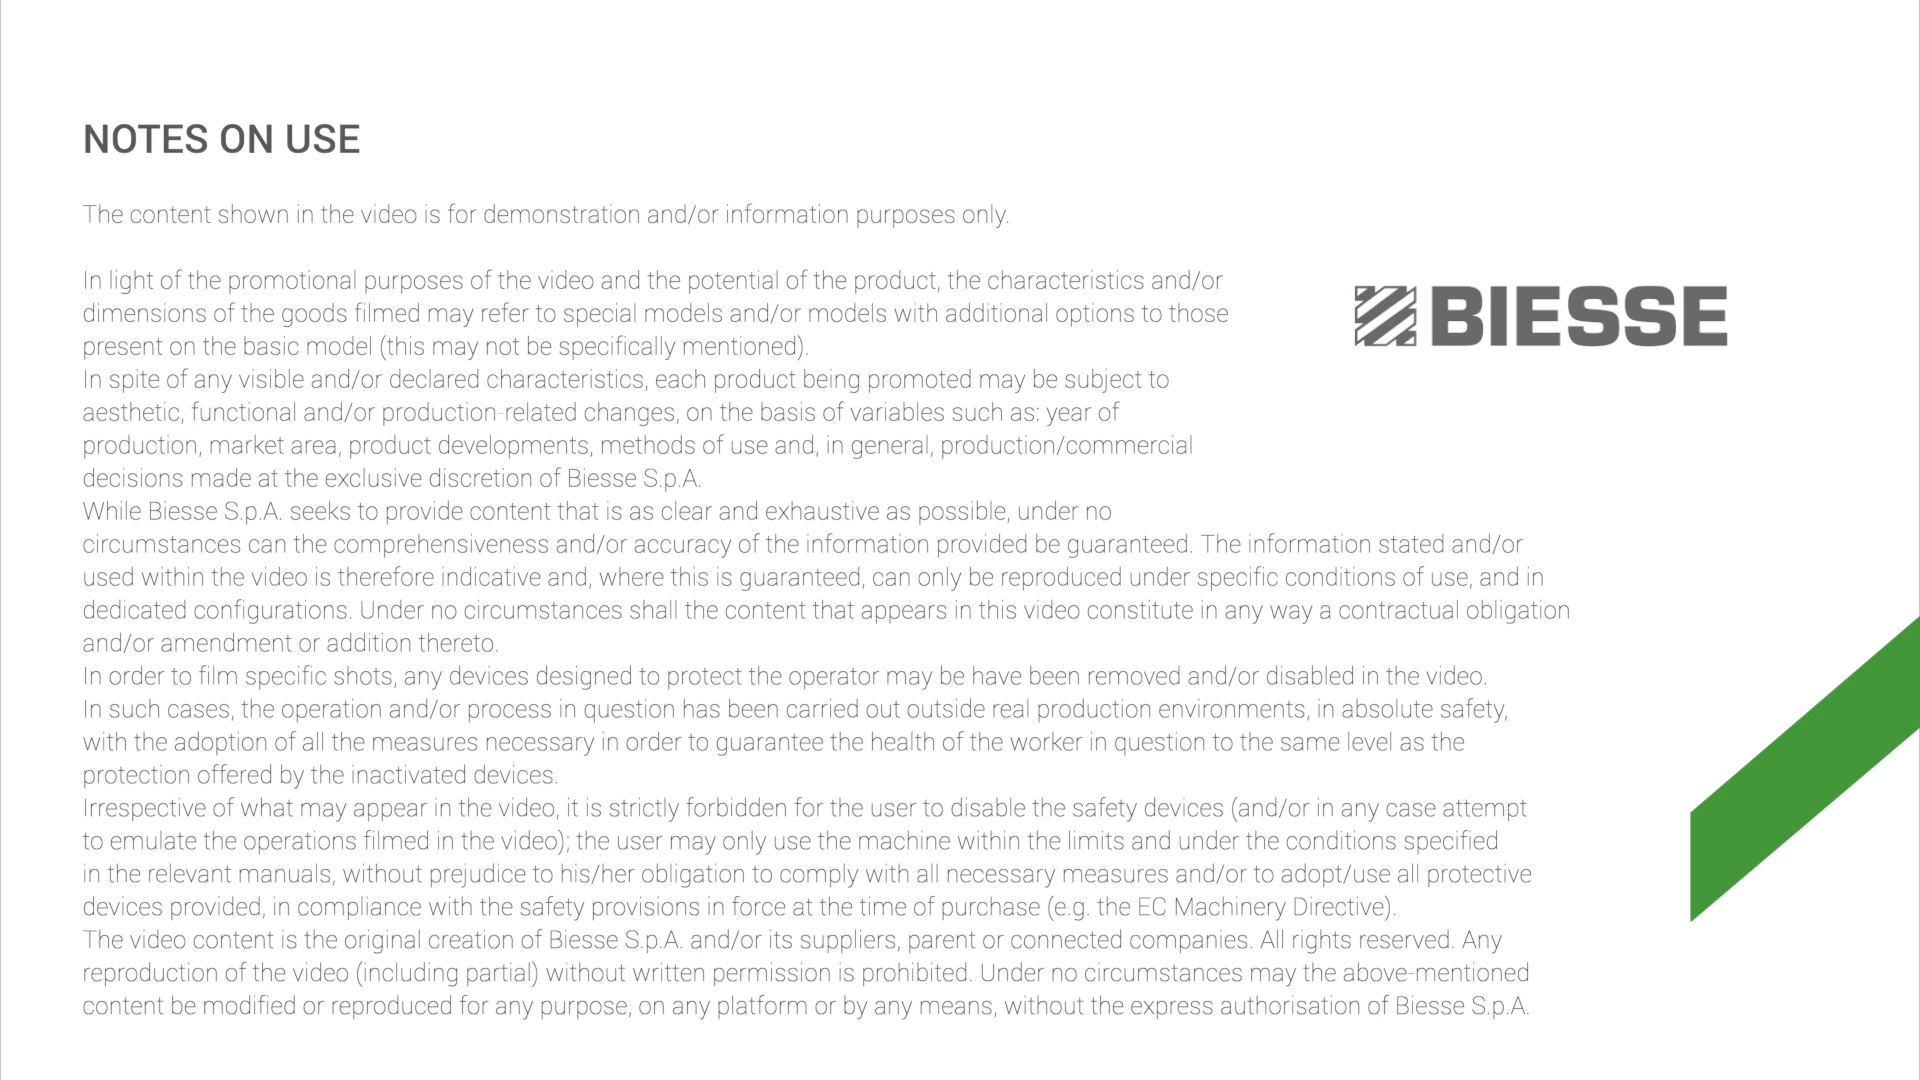 NOTES ON USE
The content shown in the video is for demonstration and/or information purposes only.
In light of the promotional purposes of the video and the potential of the product, the characteristics and/or
dimensions of the goods filmed may refer to special models and/or models with additional options to those
present on the basic model (this may not be specifically mentioned).
In spite of any visible and/or declared characteristics, each product being promoted may be subject to
aesthetic, functional and/or production-related changes, on the basis of variables such as: year of
production, market area, product developments, methods of use and, in general, production/commercial
decisions made at the exclusive discretion of Biesse S.p.A.
While Biesse S.p.A. seeks to provide content that is as clear and exhaustive as possible, under no
circumstances can the comprehensiveness and/or accuracy of the information provided be guaranteed. The information stated and/or
used within the video is therefore indicative and, where this is guaranteed, can only be reproduced under specific conditions of use, and in
dedicated configurations. Under no circumstances shall the content that appears in this video constitute in any way a contractual obligation
and/or amendment or addition thereto.
In order to film specific shots, any devices designed to protect the operator may be have been removed and/or disabled in the video.
In such cases, the operation and/or process in question has been carried out outside real production environments, in absolute safety,
with the adoption of all the measures necessary in order to guarantee the health of the worker in question to the same level as the
protection offered by the inactivated devices.
Irrespective of what may appear in the video, it is strictly forbidden for the user to disable the safety devices (and/or in any case attempt
to emulate the operations filmed in the video); the user may only use the machine within the limits and under the conditions specified
in the relevant manuals, without prejudice to his/her obligation to comply with all necessary measures and/or to adopt/use all protective
devices provided, in compliance with the safety provisions in force at the time of purchase (e.g. the EC Machinery Directive).
The video content is the original creation of Biesse S.p.A. and/or its suppliers, parent or connected companies. All rights reserved. Any
reproduction of the video (including partial) without written permission is prohibited. Under no circumstances may the above-mentioned
content be modified or reproduced for any purpose, on any platform or by any means, without the express authorisation of Biesse S.p.A.
BIESSE